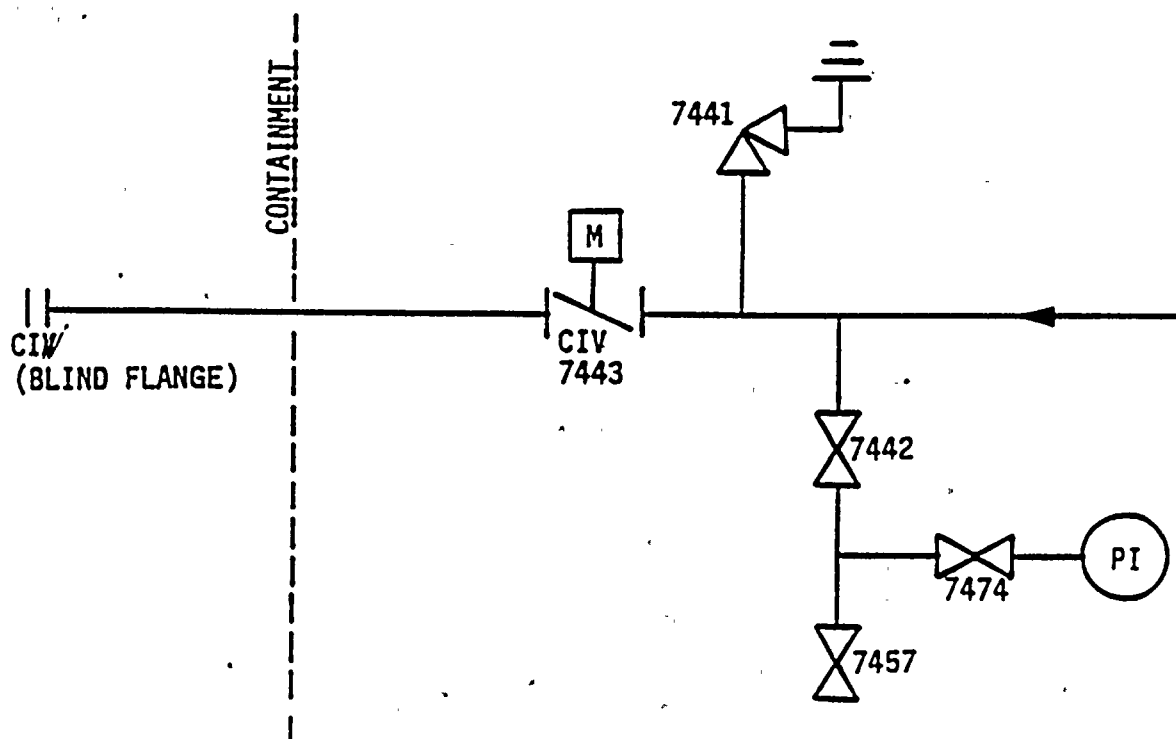 CONTAINMENT
7441
M
CIV
(BLIND FLANGE)
CIV
7443
7442
PI
7474
7457